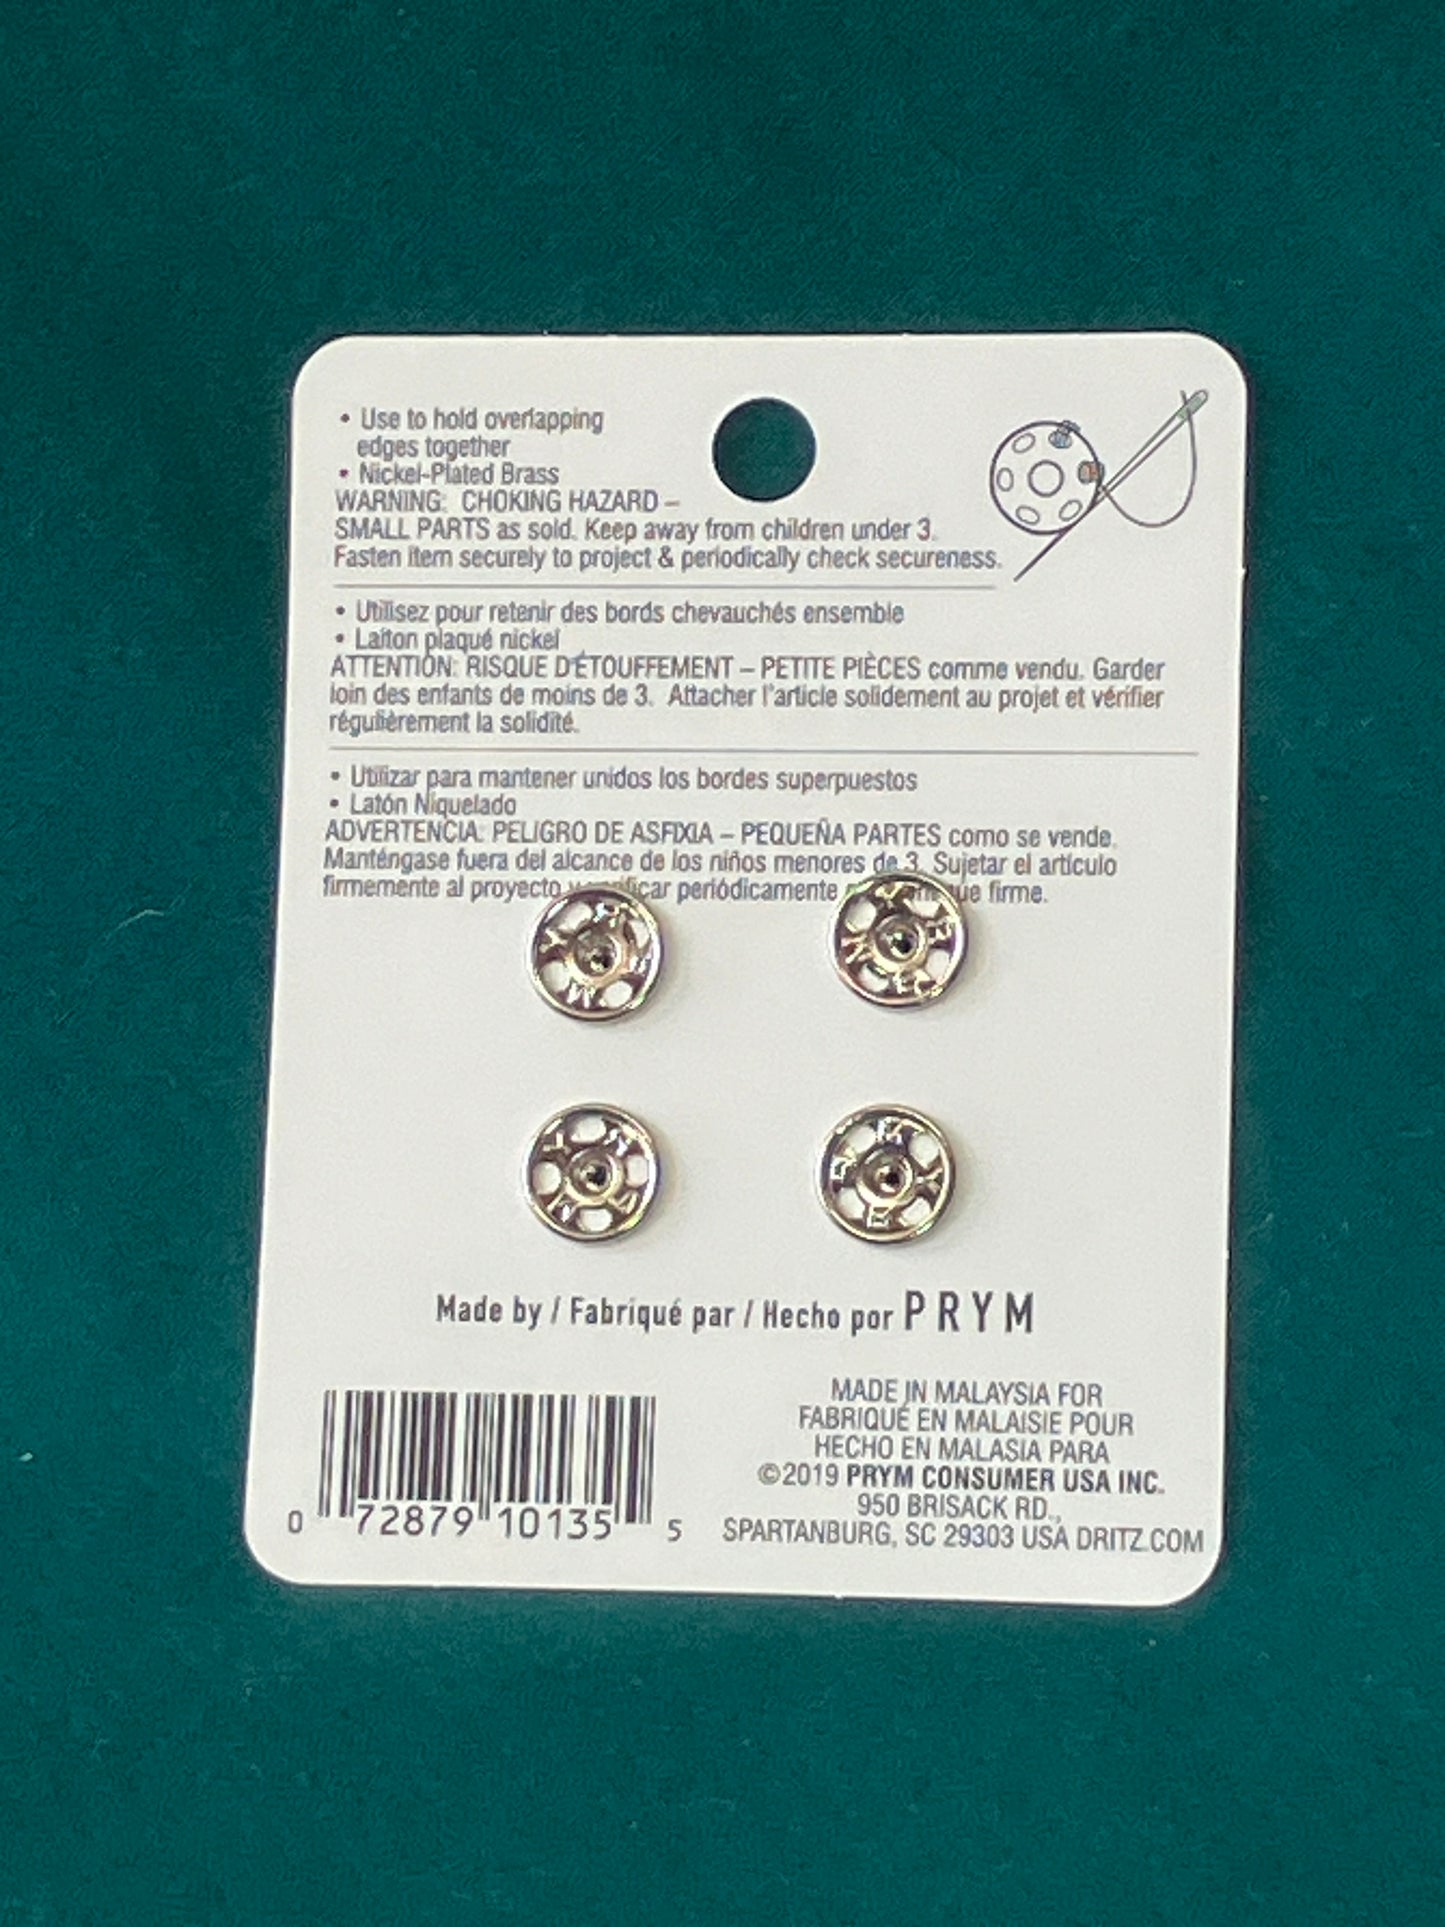 • Use to hold overlapping
edges together
• Nickel-Plated Brass
WARNING: CHOKING HAZARD –
SMALL PARTS as sold. Keep away from children under 3.
Fasten item securely to project & periodically check secureness.
• Utilisez pour retenir des bords chevauchés ensemble
• Laiton plaqué nickel
ATTENTION: RISQUE D'ÉTOUFFEMENT – PETITE PIÈCES comme vendu. Garder
loin des enfants de moins de 3. Attacher l'article solidement au projet et vérifier
régulièrement la solidité.
• Utilizar para mantener unidos los bordes superpuestos
• Latón Niquelado
ADVERTENCIA: PELIGRO DE ASFIXIA – PEQUEÑA PARTES como se vende.
Manténgase fuera del alcance de los niños menores de 3. Sujetar el artículo
firmemente al proyecto periódicamente firme.
Made by / Fabriqué par / Hecho por PRYM
0 72879 10135 5
MADE IN MALAYSIA FOR
FABRIQUÉ EN MALAISIE POUR
HECHO EN MALASIA PARA
©2019 PRYM CONSUMER USA INC.
950 BRISACK RD.,
SPARTANBURG, SC 29303 USA DRITZ.COM